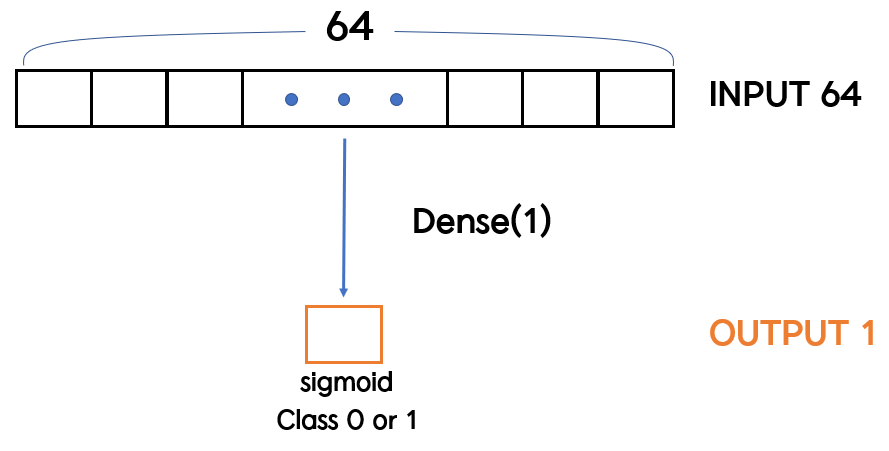 64
INPUT 64
Dense(1)
OUTPUT 1
sigmoid
Class 0 or 1